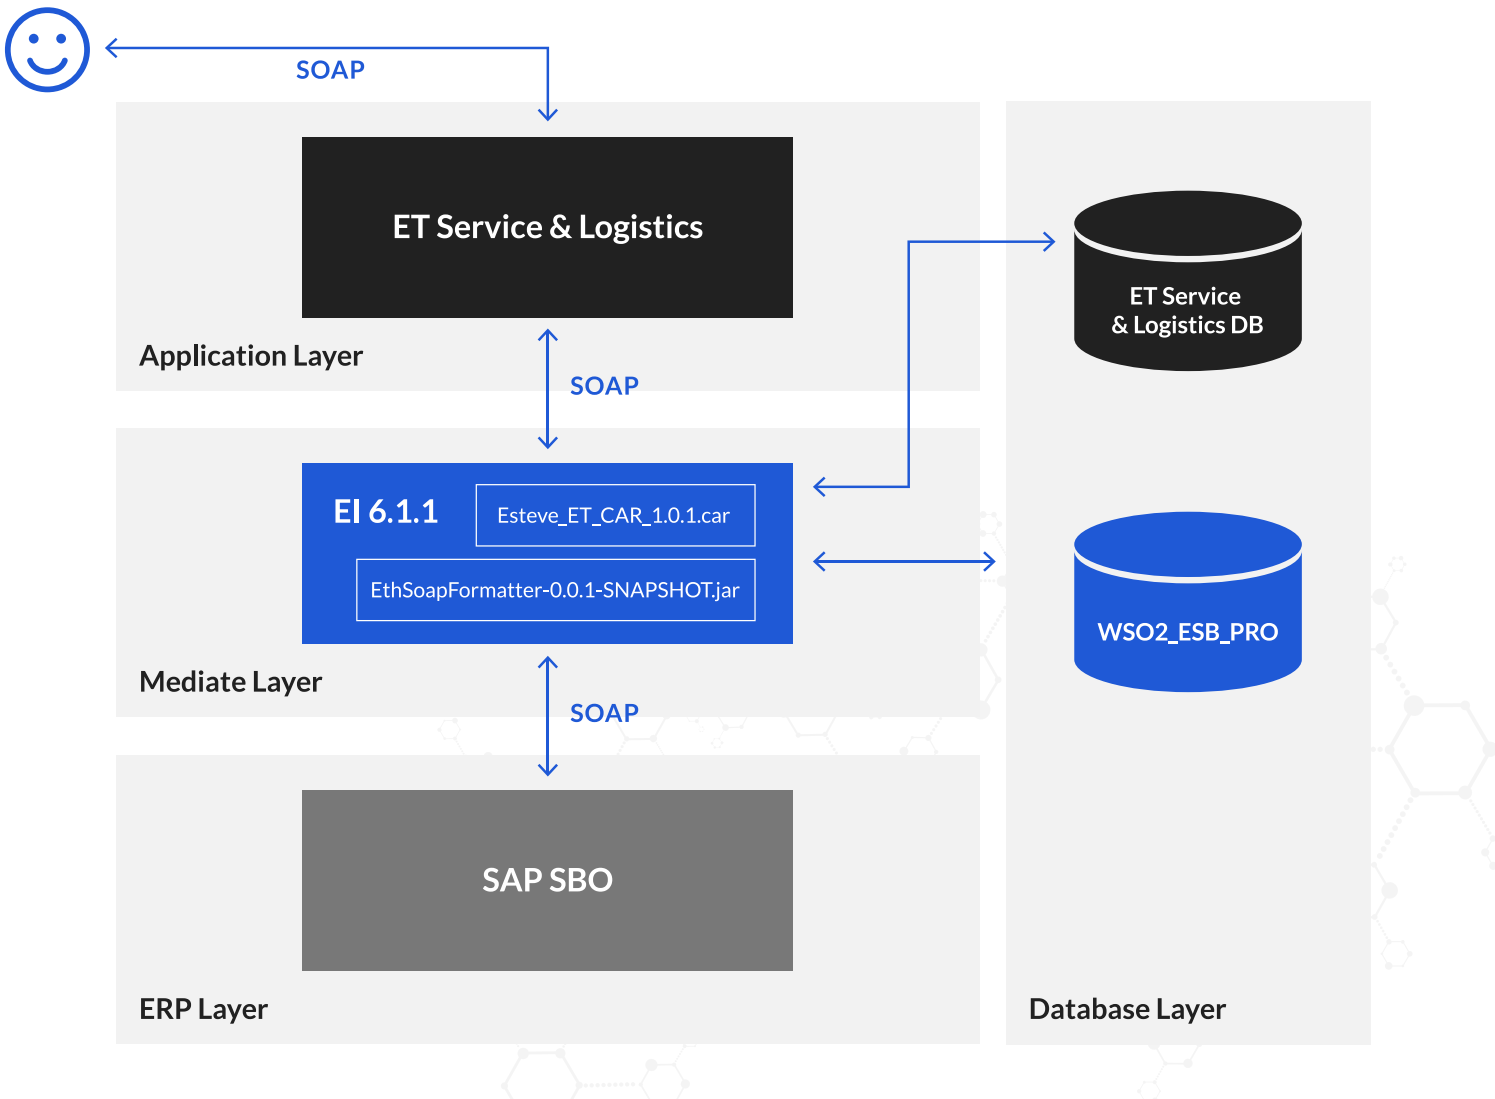 SOAP
ET Service & Logistics
Application Layer
SOAP
EI 6.1.1
Esteve_ET_CAR_1.0.1.car
EthSoapFormatter-0.0.1-SNAPSHOT.jar
Mediate Layer
SOAP
SAP SBO
ERP Layer
ET Service
& Logistics DB
WSO2_ESB_PRO
Database Layer